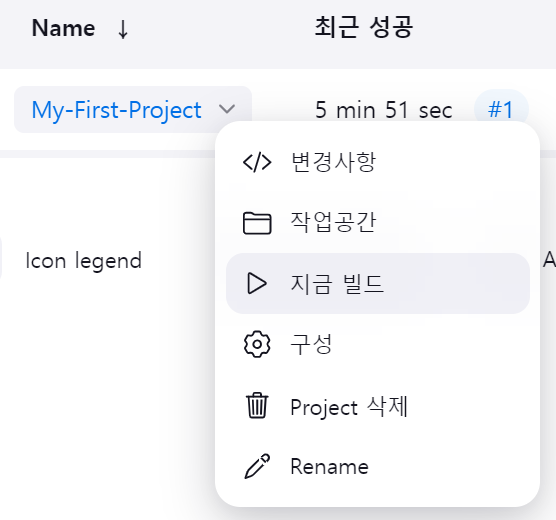 Name ↓ 최근 성공
My-First-Project 5 min 51 sec #1
변경사항
작업공간
Icon legend
지금 빌드
구성
Project 삭제
Rename